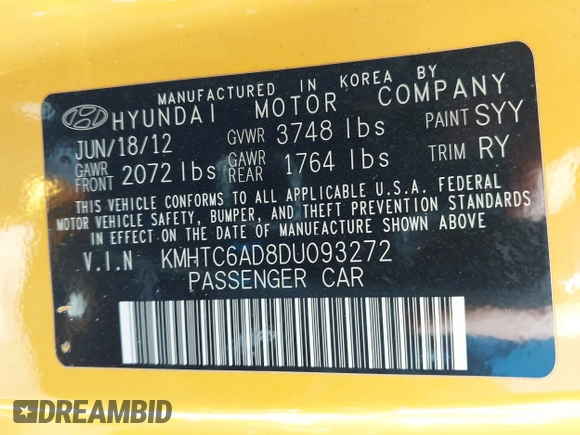 MANUFACTURED IN KOREA BY
HYUNDAI MOTOR COMPANY
JUN/18/12 GVWR 3748 lbs PAINT SYY
GAWR FRONT 2072 lbs GAWR REAR 1764 lbs TRIM RY
THIS VEHICLE CONFORMS TO ALL APPLICABLE U.S.A. FEDERAL
MOTOR VEHICLE SAFETY, BUMPER, AND THEFT PREVENTION STANDARDS
IN EFFECT ON THE DATE OF MANUFACTURE SHOWN ABOVE.
V.I.N KMHTC6AD8DU093272
PASSENGER CAR
DREAMBID